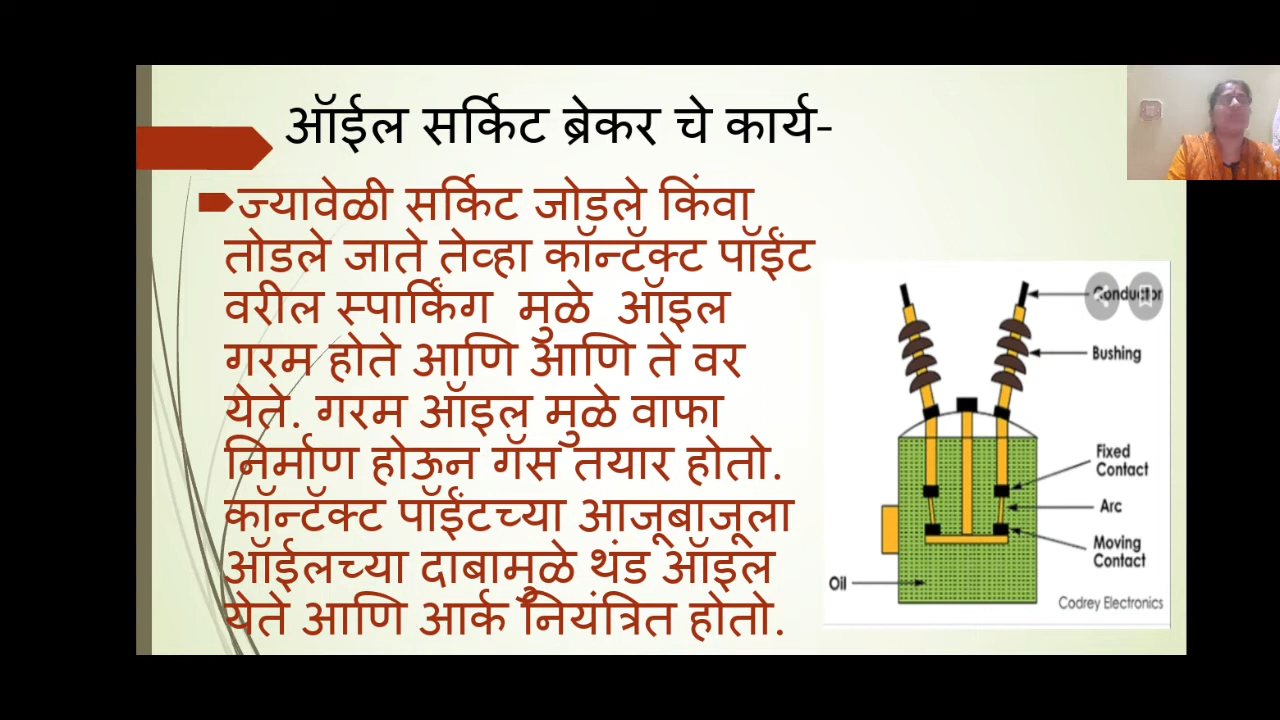 ऑईल सर्किट ब्रेकर चे कार्य-
ज्यावेळी सर्किट जोडले किंवा
तोडले जाते तेव्हा कॉन्टॅक्ट पॉईंट
वरील स्पार्किंग मुळे ऑइल
गरम होते आणि आणि ते वर
येते. गरम ऑइल मुळे वाफा
निर्माण होऊन गॅस तयार होतो.
कॉन्टॅक्ट पॉईंटच्या आजूबाजूला
ऑईलच्या दाबामुळे थंड ऑइल
येते आणि आर्क नियंत्रित होतो.
Conductor
Bushing
Fixed
Contact
Arc
Moving
Contact
Oil
Codrey Electronics